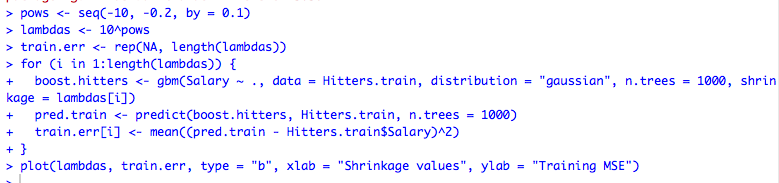 > pows <- seq(-10, -0.2, by = 0.1)
> lambdas <- 10^pows
> train.err <- rep(NA, length(lambdas))
> for (i in 1:length(lambdas)) {
+   boost.hitters <- gbm(Salary ~ ., data = Hitters.train, distribution = "gaussian", n.trees = 1000, shrin
kage = lambdas[i])
+   pred.train <- predict(boost.hitters, Hitters.train, n.trees = 1000)
+   train.err[i] <- mean((pred.train - Hitters.train$Salary)^2)
+ }
> plot(lambdas, train.err, type = "b", xlab = "Shrinkage values", ylab = "Training MSE")
>